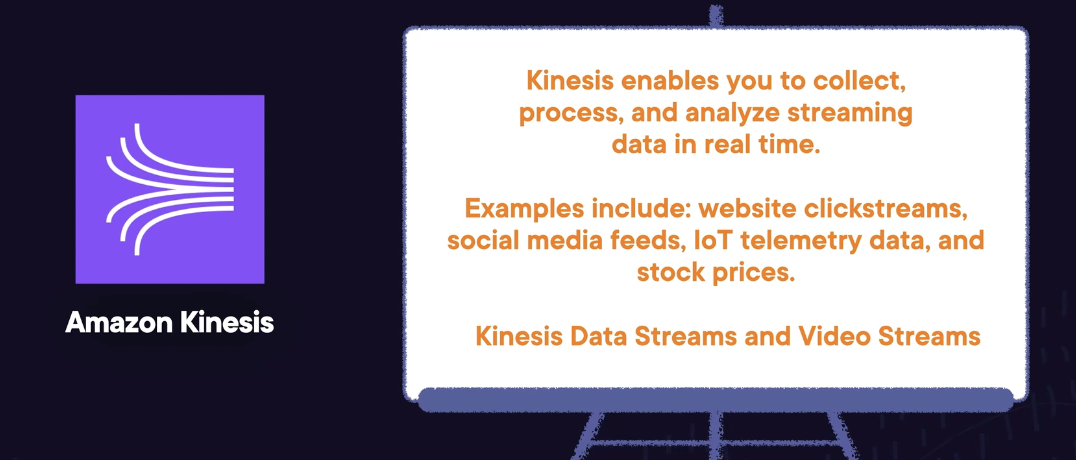 Amazon Kinesis
Kinesis enables you to collect,
process, and analyze streaming
data in real time.
Examples include: website clickstreams,
social media feeds, IoT telemetry data, and
stock prices.
Kinesis Data Streams and Video Streams